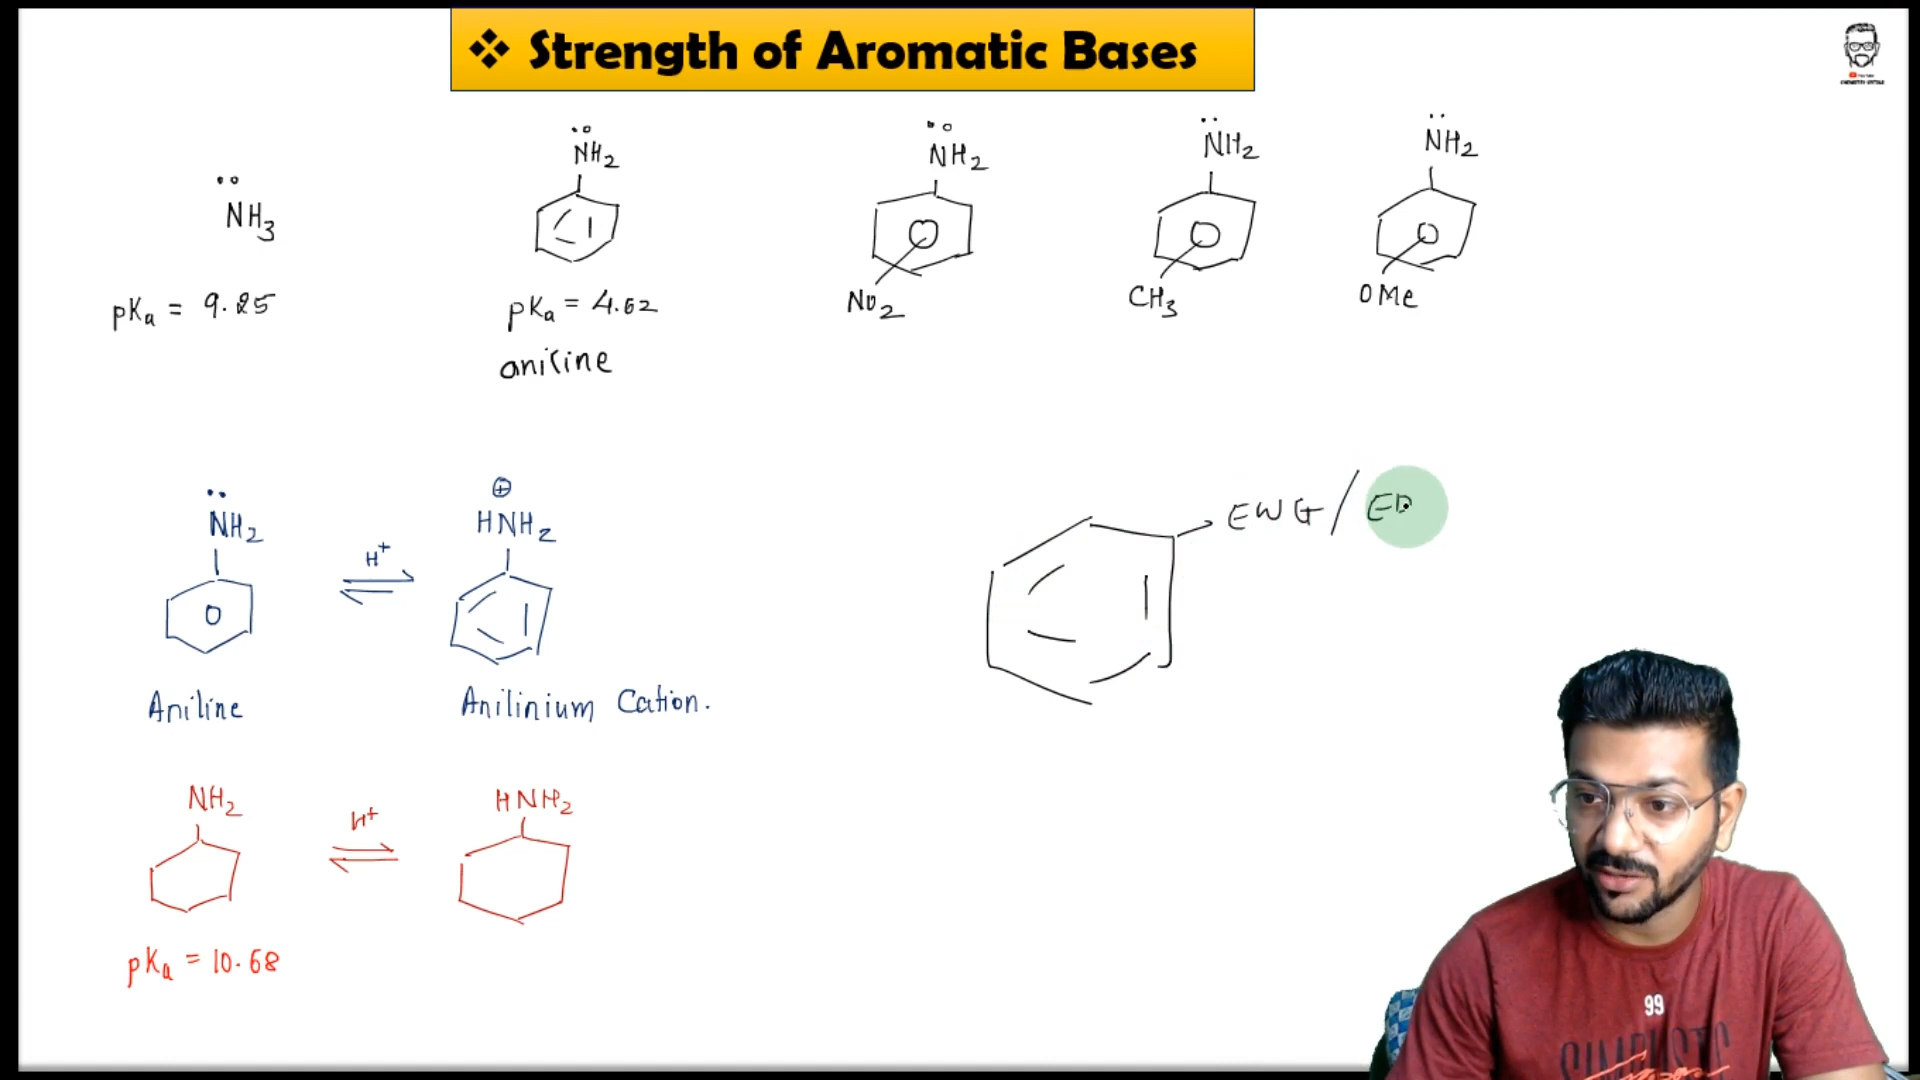 ❖ Strength of Aromatic Bases
NH2
NH2
NH2
NH2
NH3
NO2
CH3
OMe
pKa = 9.25
pKa = 4.62
aniline
⊕
NH2
HNH2
H+
EWG/ED
Aniline
Anilinium Cation.
NH2
HNH2
H+
pKa = 10.68
99